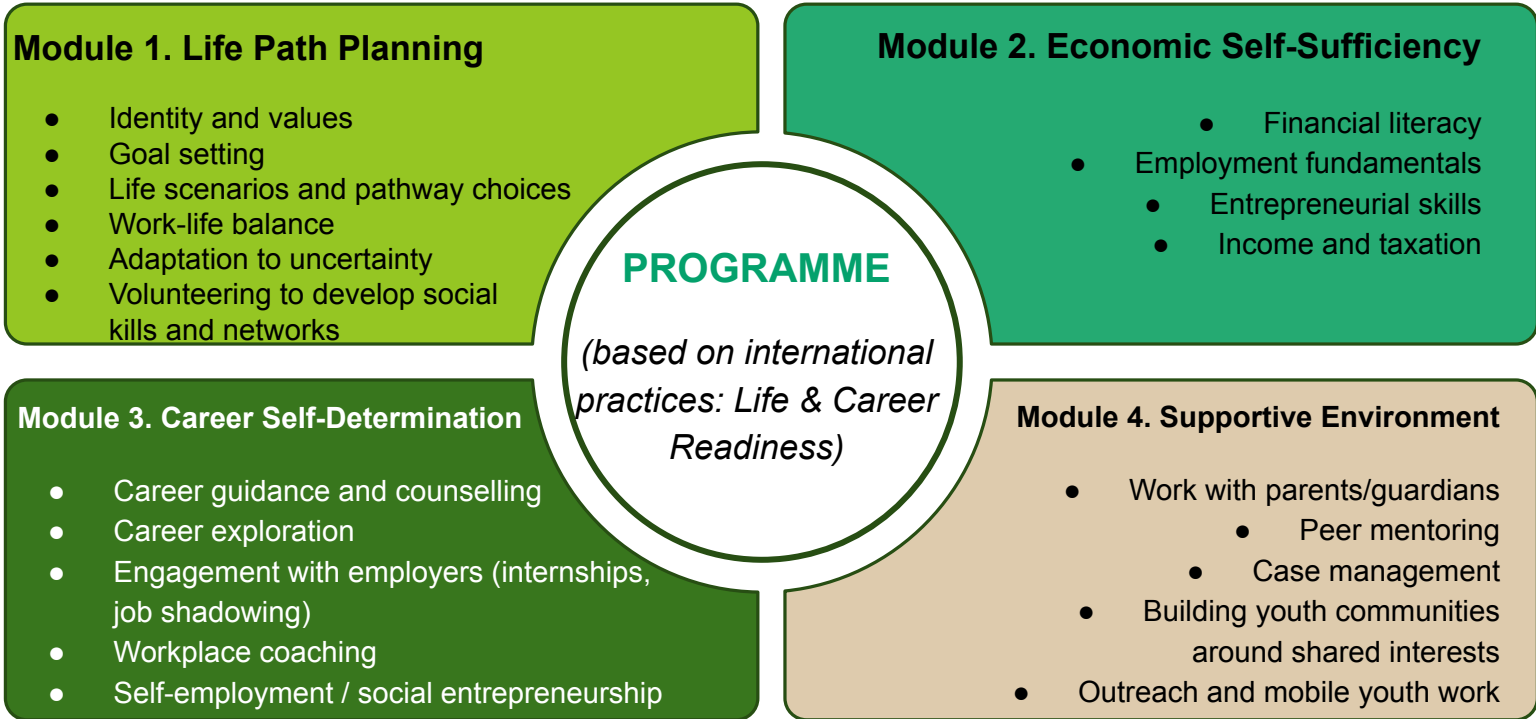 Module 1. Life Path Planning
● Identity and values
● Goal setting
● Life scenarios and pathway choices
● Work-life balance
● Adaptation to uncertainty
● Volunteering to develop social
kills and networks
Module 2. Economic Self-Sufficiency
● Financial literacy
● Employment fundamentals
● Entrepreneurial skills
● Income and taxation
PROGRAMME
(based on international
practices: Life & Career
Readiness)
Module 3. Career Self-Determination
● Career guidance and counselling
● Career exploration
● Engagement with employers (internships,
job shadowing)
● Workplace coaching
● Self-employment / social entrepreneurship
Module 4. Supportive Environment
● Work with parents/guardians
● Peer mentoring
● Case management
● Building youth communities
around shared interests
● Outreach and mobile youth work